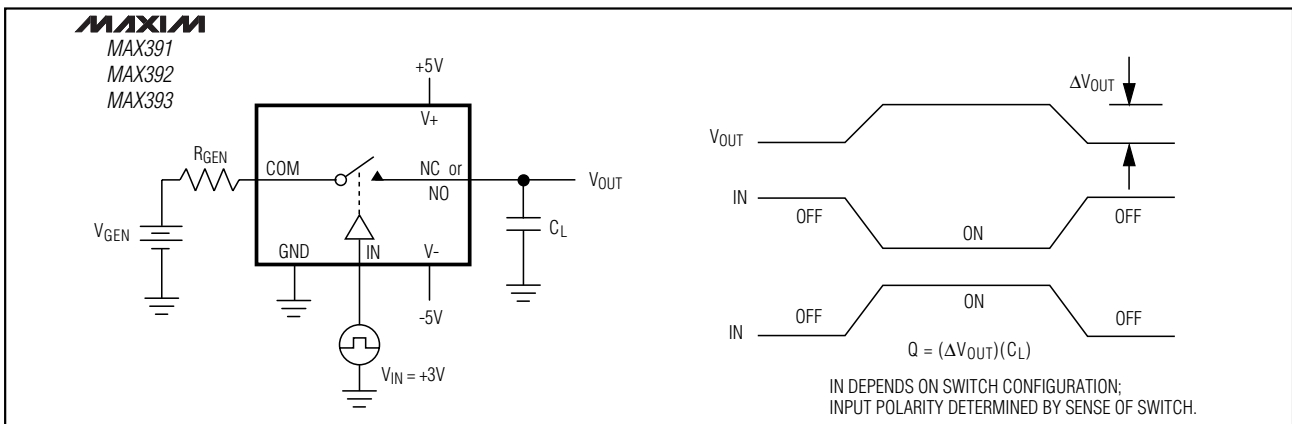 MAXIM
MAX391
MAX392
MAX393
+5V
V+
RGEN
COM
NC or
NO
VOUT
VGEN
CL
GND
IN
V-
-5V
VIN = +3V
ΔVOUT
VOUT
IN
OFF
ON
OFF
IN
OFF
ON
OFF
Q = (ΔVOUT)(CL)
IN DEPENDS ON SWITCH CONFIGURATION;
INPUT POLARITY DETERMINED BY SENSE OF SWITCH.